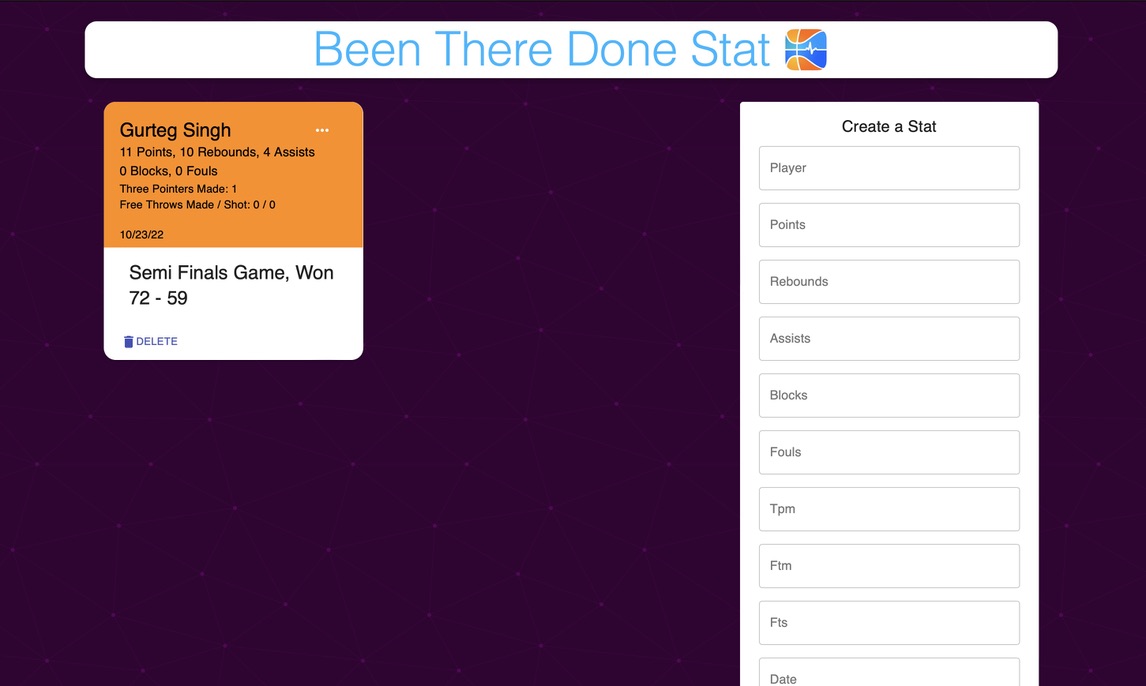 Been There Done Stat
Gurteg Singh
11 Points, 10 Rebounds, 4 Assists
0 Blocks, 0 Fouls
Three Pointers Made: 1
Free Throws Made / Shot: 0 / 0
10/23/22
Semi Finals Game, Won
72 - 59
DELETE
Create a Stat
Player
Points
Rebounds
Assists
Blocks
Fouls
Tpm
Ftm
Fts
Date